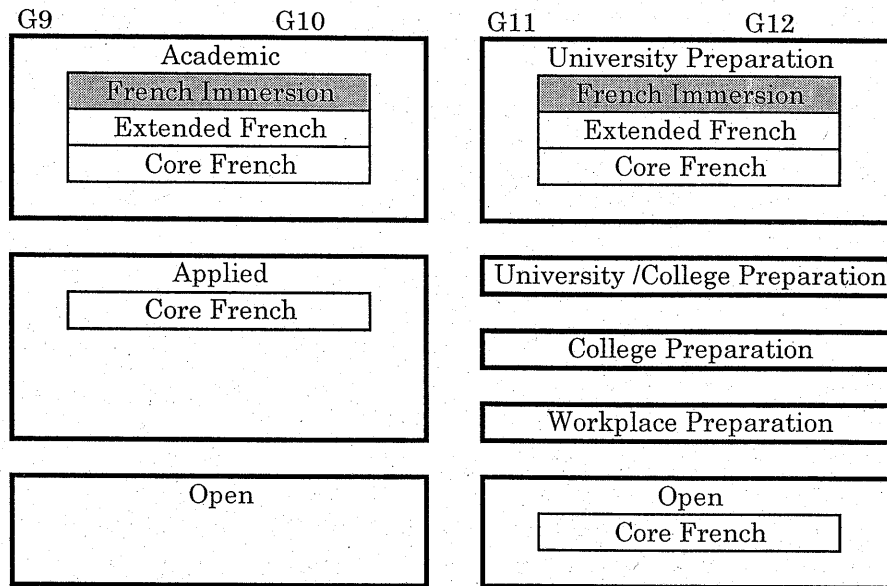 G9 G10
Academic
French Immersion
Extended French
Core French
Applied
Core French
Open
G11 G12
University Preparation
French Immersion
Extended French
Core French
University /College Preparation
College Preparation
Workplace Preparation
Open
Core French